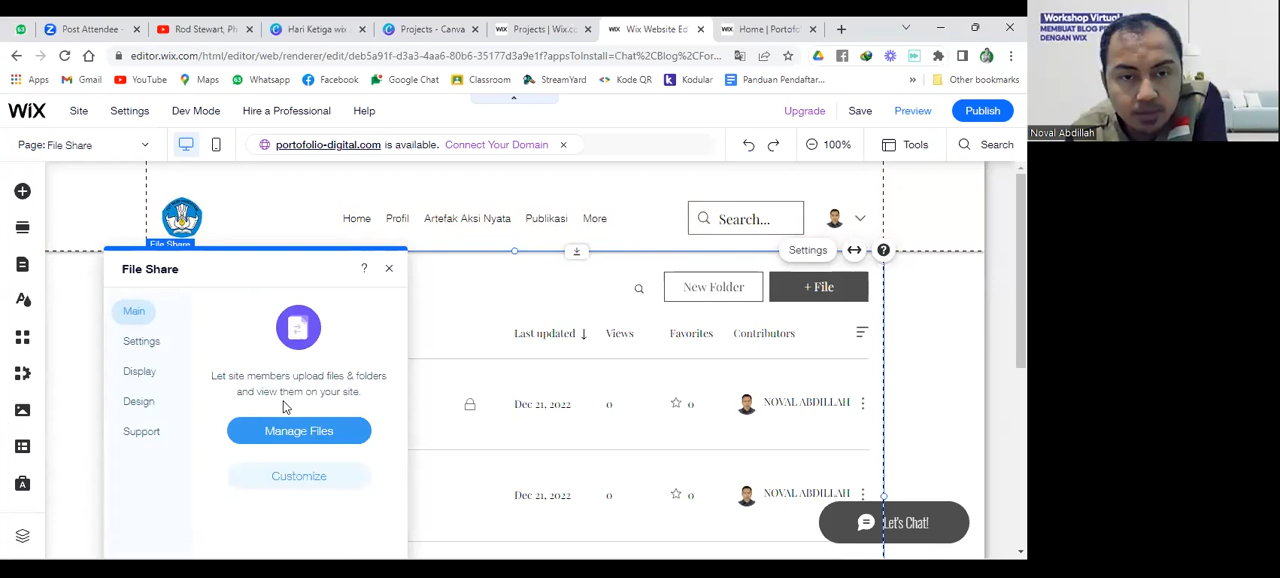 Post Attendee -
Rod Stewart, Ph
Hari Ketiga wi
Projects - Canva
Projects | Wix.co
Wix Website Ed
Home | Portofo
editor.wix.com/html/editor/web/renderer/edit/deb5a91f-d3a3-4aa6-80b6-35177d3a9e1f?appsToInstall=Chat%2CBlog%2CFor...
Apps
Gmail
YouTube
Maps
Whatsapp
Facebook
Google Chat
Classroom
StreamYard
Kode QR
Kodular
Panduan Pendaftar...
Other bookmarks
WiX
Site
Settings
Dev Mode
Hire a Professional
Help
Upgrade
Save
Preview
Publish
Page: File Share
portofolio-digital.com is available. Connect Your Domain
100%
Tools
Search
Home
Profil
Artefak Aksi Nyata
Publikasi
More
Search...
File Share
Settings
File Share
?
Main
Settings
Display
Design
Support
Let site members upload files & folders
and view them on your site.
Manage Files
Customize
New Folder
+ File
Last updated
Views
Favorites
Contributors
Dec 21, 2022
0
0
NOVAL ABDILLAH
Dec 21, 2022
0
0
NOVAL ABDILLAH
Let's Chat!
Workshop Virtual
MEMBUAT BLOG P
DENGAN WIX
Noval Abdillah